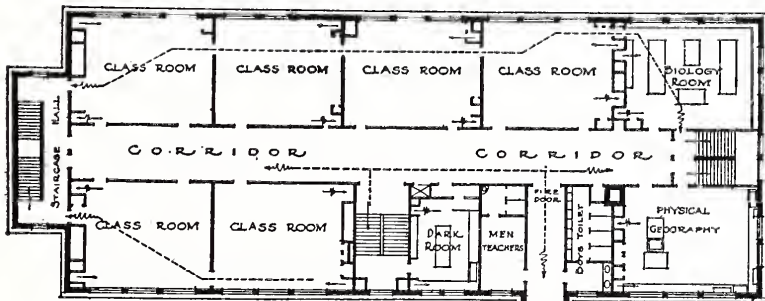 CLASS ROOM
CLASS ROOM
CLASS ROOM
CLASS ROOM
BIOLOGY
ROOM
STAIRCASE HALL
CORRIDOR
CORRIDOR
CLASS ROOM
CLASS ROOM
DARK
ROOM
MEN
TEACHERS
FIRE
DOOR
BOYS TOILET
PHYSICAL
GEOGRAPHY